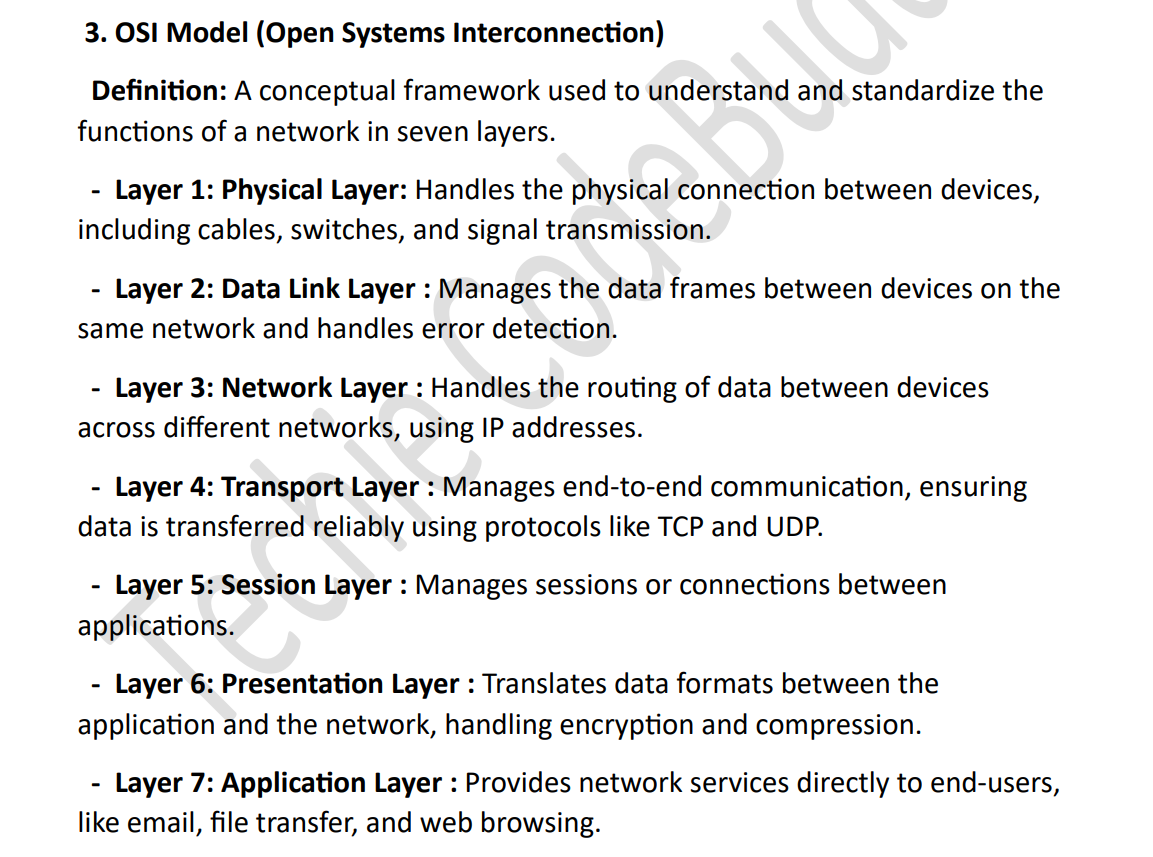 3. OSI Model (Open Systems Interconnection)
Definition: A conceptual framework used to understand and standardize the
functions of a network in seven layers.
- Layer 1: Physical Layer: Handles the physical connection between devices,
including cables, switches, and signal transmission.
- Layer 2: Data Link Layer : Manages the data frames between devices on the
same network and handles error detection.
- Layer 3: Network Layer : Handles the routing of data between devices
across different networks, using IP addresses.
- Layer 4: Transport Layer : Manages end-to-end communication, ensuring
data is transferred reliably using protocols like TCP and UDP.
- Layer 5: Session Layer : Manages sessions or connections between
applications.
- Layer 6: Presentation Layer : Translates data formats between the
application and the network, handling encryption and compression.
- Layer 7: Application Layer : Provides network services directly to end-users,
like email, file transfer, and web browsing.
Techie